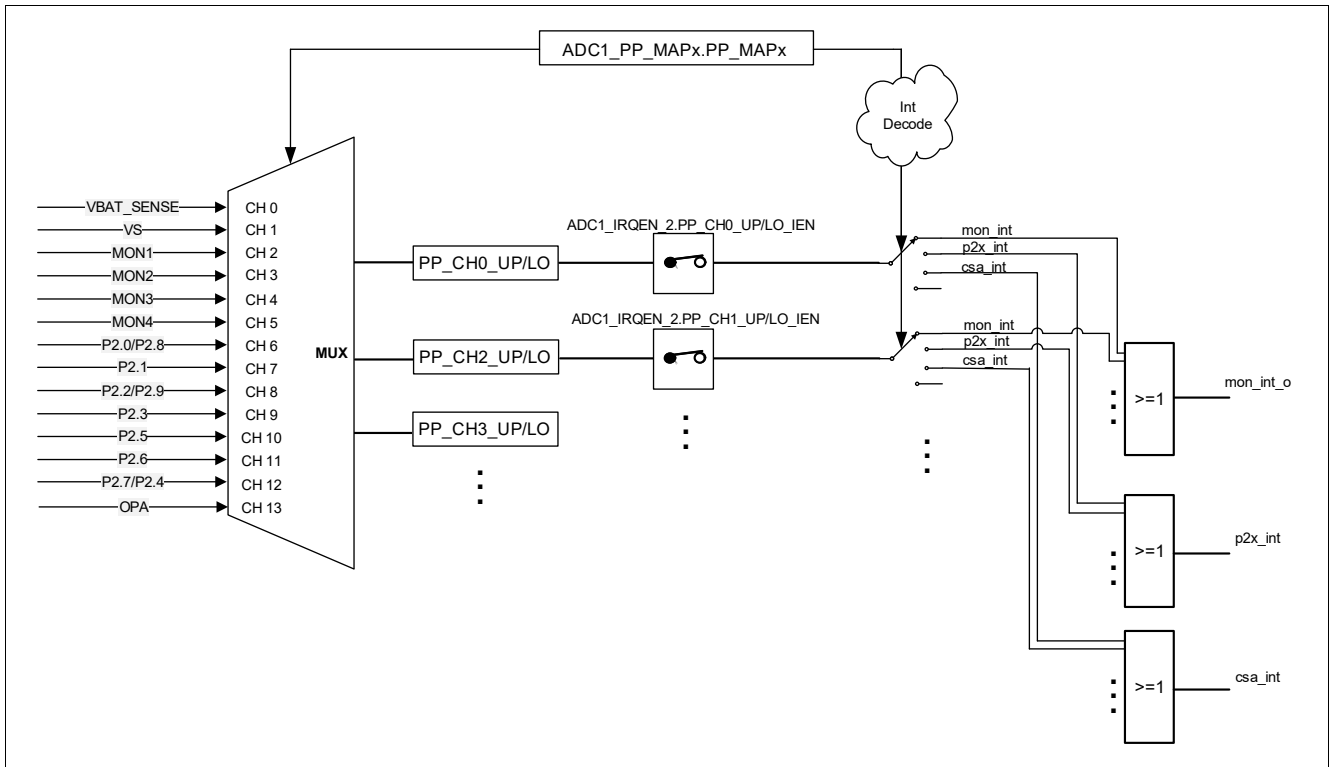 ADC1_PP_MAPx.PP_MAPx
Int
Decode
VBAT_SENSE
VS
MON1
MON2
MON3
MON4
P2.0/P2.8
P2.1
P2.2/P2.9
P2.3
P2.5
P2.6
P2.7/P2.4
OPA
CH 0
CH 1
CH 2
CH 3
CH 4
CH 5
CH 6
CH 7
CH 8
CH 9
CH 10
CH 11
CH 12
CH 13
MUX
PP_CH0_UP/LO
PP_CH2_UP/LO
PP_CH3_UP/LO
ADC1_IRQEN_2.PP_CH0_UP/LO_IEN
ADC1_IRQEN_2.PP_CH1_UP/LO_IEN
mon_int
p2x_int
csa_int
mon_int
p2x_int
csa_int
>=1
mon_int_o
>=1
p2x_int
>=1
csa_int